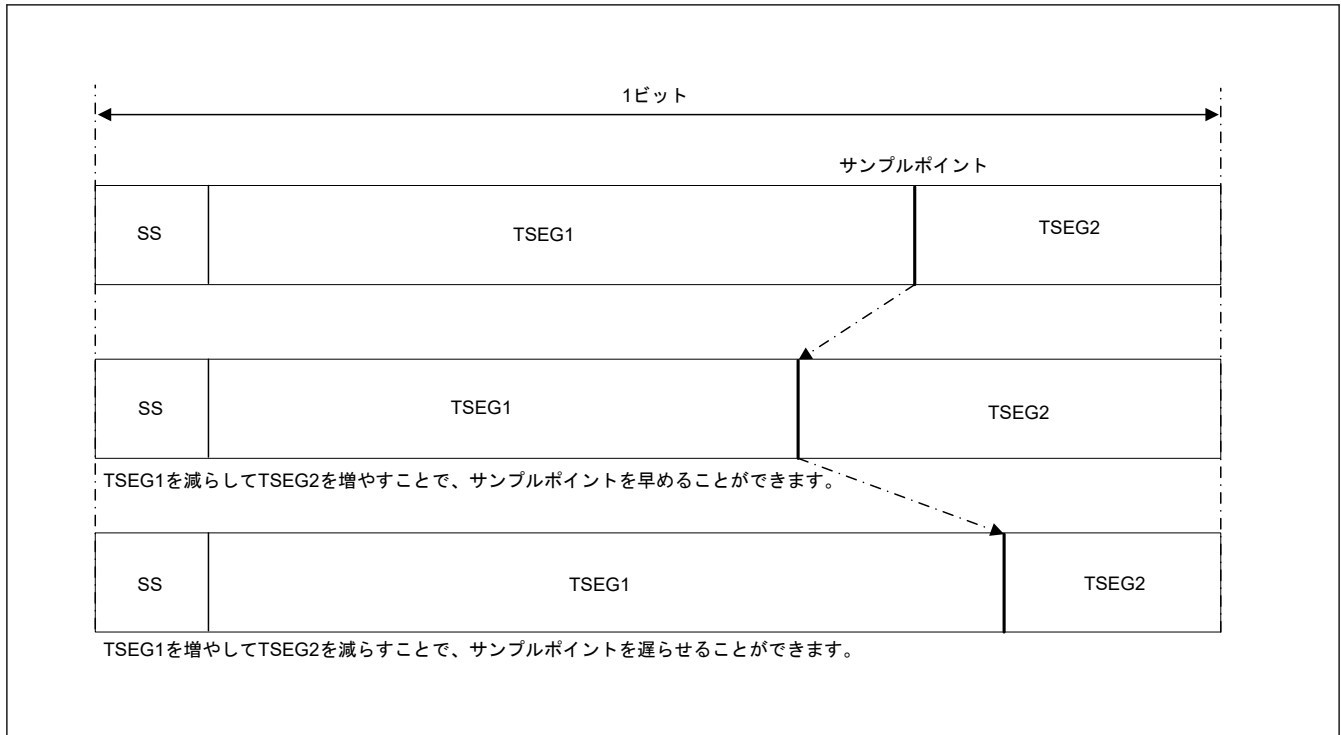 1ビット
サンプルポイント
SS
TSEG1
TSEG2
SS
TSEG1
TSEG2
TSEG1を減らしてTSEG2を増やすことで、サンプルポイントを早めることができます。
SS
TSEG1
TSEG2
TSEG1を増やしてTSEG2を減らすことで、サンプルポイントを遅らせることができます。